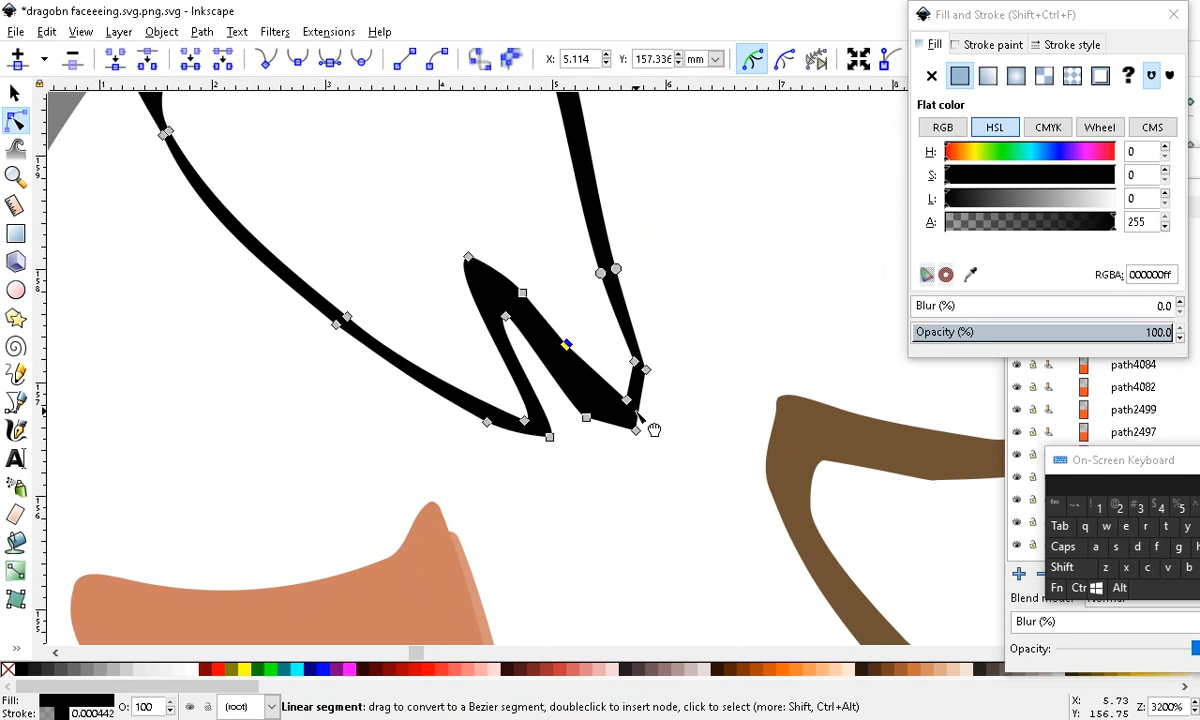 *dragobn faceeeing.svg.png.svg - Inkscape
File Edit View Layer Object Path Text Filters Extensions Help
X: 5.114 Y: 157.336 mm
Fill and Stroke (Shift+Ctrl+F)
Fill Stroke paint Stroke style
Flat color
RGB HSL CMYK Wheel CMS
H: 0
S: 0
L: 0
A: 255
RGBA: 000000ff
Blur (%) 0.0
Opacity (%) 100.0
path4084
path4082
path2499
path2497
On-Screen Keyboard
Tab q w e r t y
Caps a s d f g h
Shift z x c v b
Fn Ctr Alt
Blur (%)
Opacity:
Fill:
Stroke: 0.000442
O: 100
(root)
Linear segment: drag to convert to a Bezier segment, doubleclick to insert node, click to select (more: Shift, Ctrl+Alt)
X: 5.73
Y: 156.75
Z: 3200%